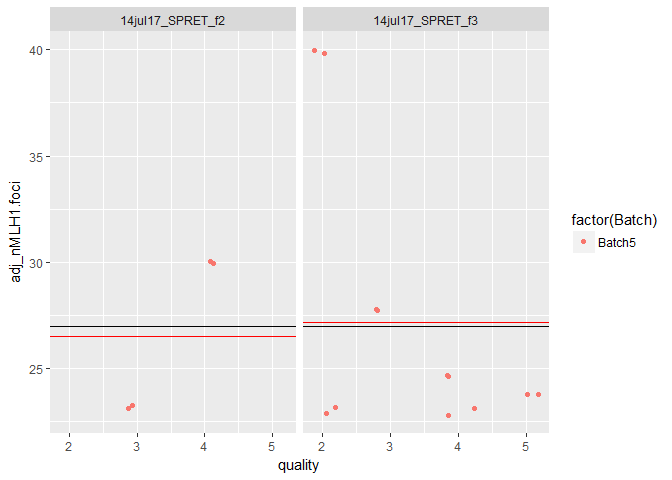 14jul17_SPRET_f2
14jul17_SPRET_f3
40
35
30
25
adj_nMLH1.foci
2
3
4
5
2
3
4
5
quality
factor(Batch)
Batch5